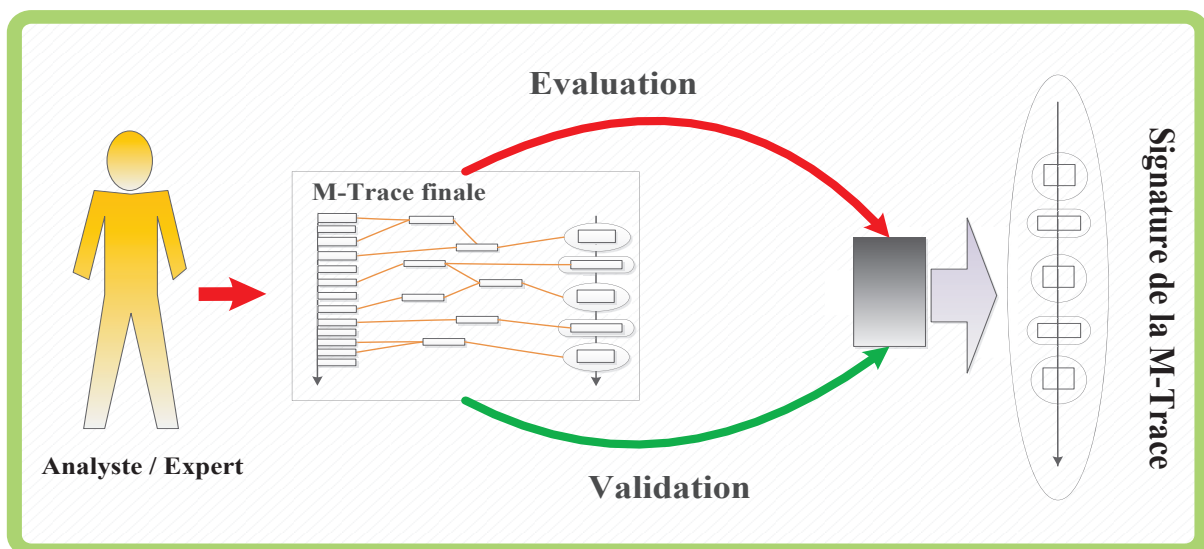 Evaluation
M-Trace finale
Analyste / Expert
Validation
Signature de la M-Trace